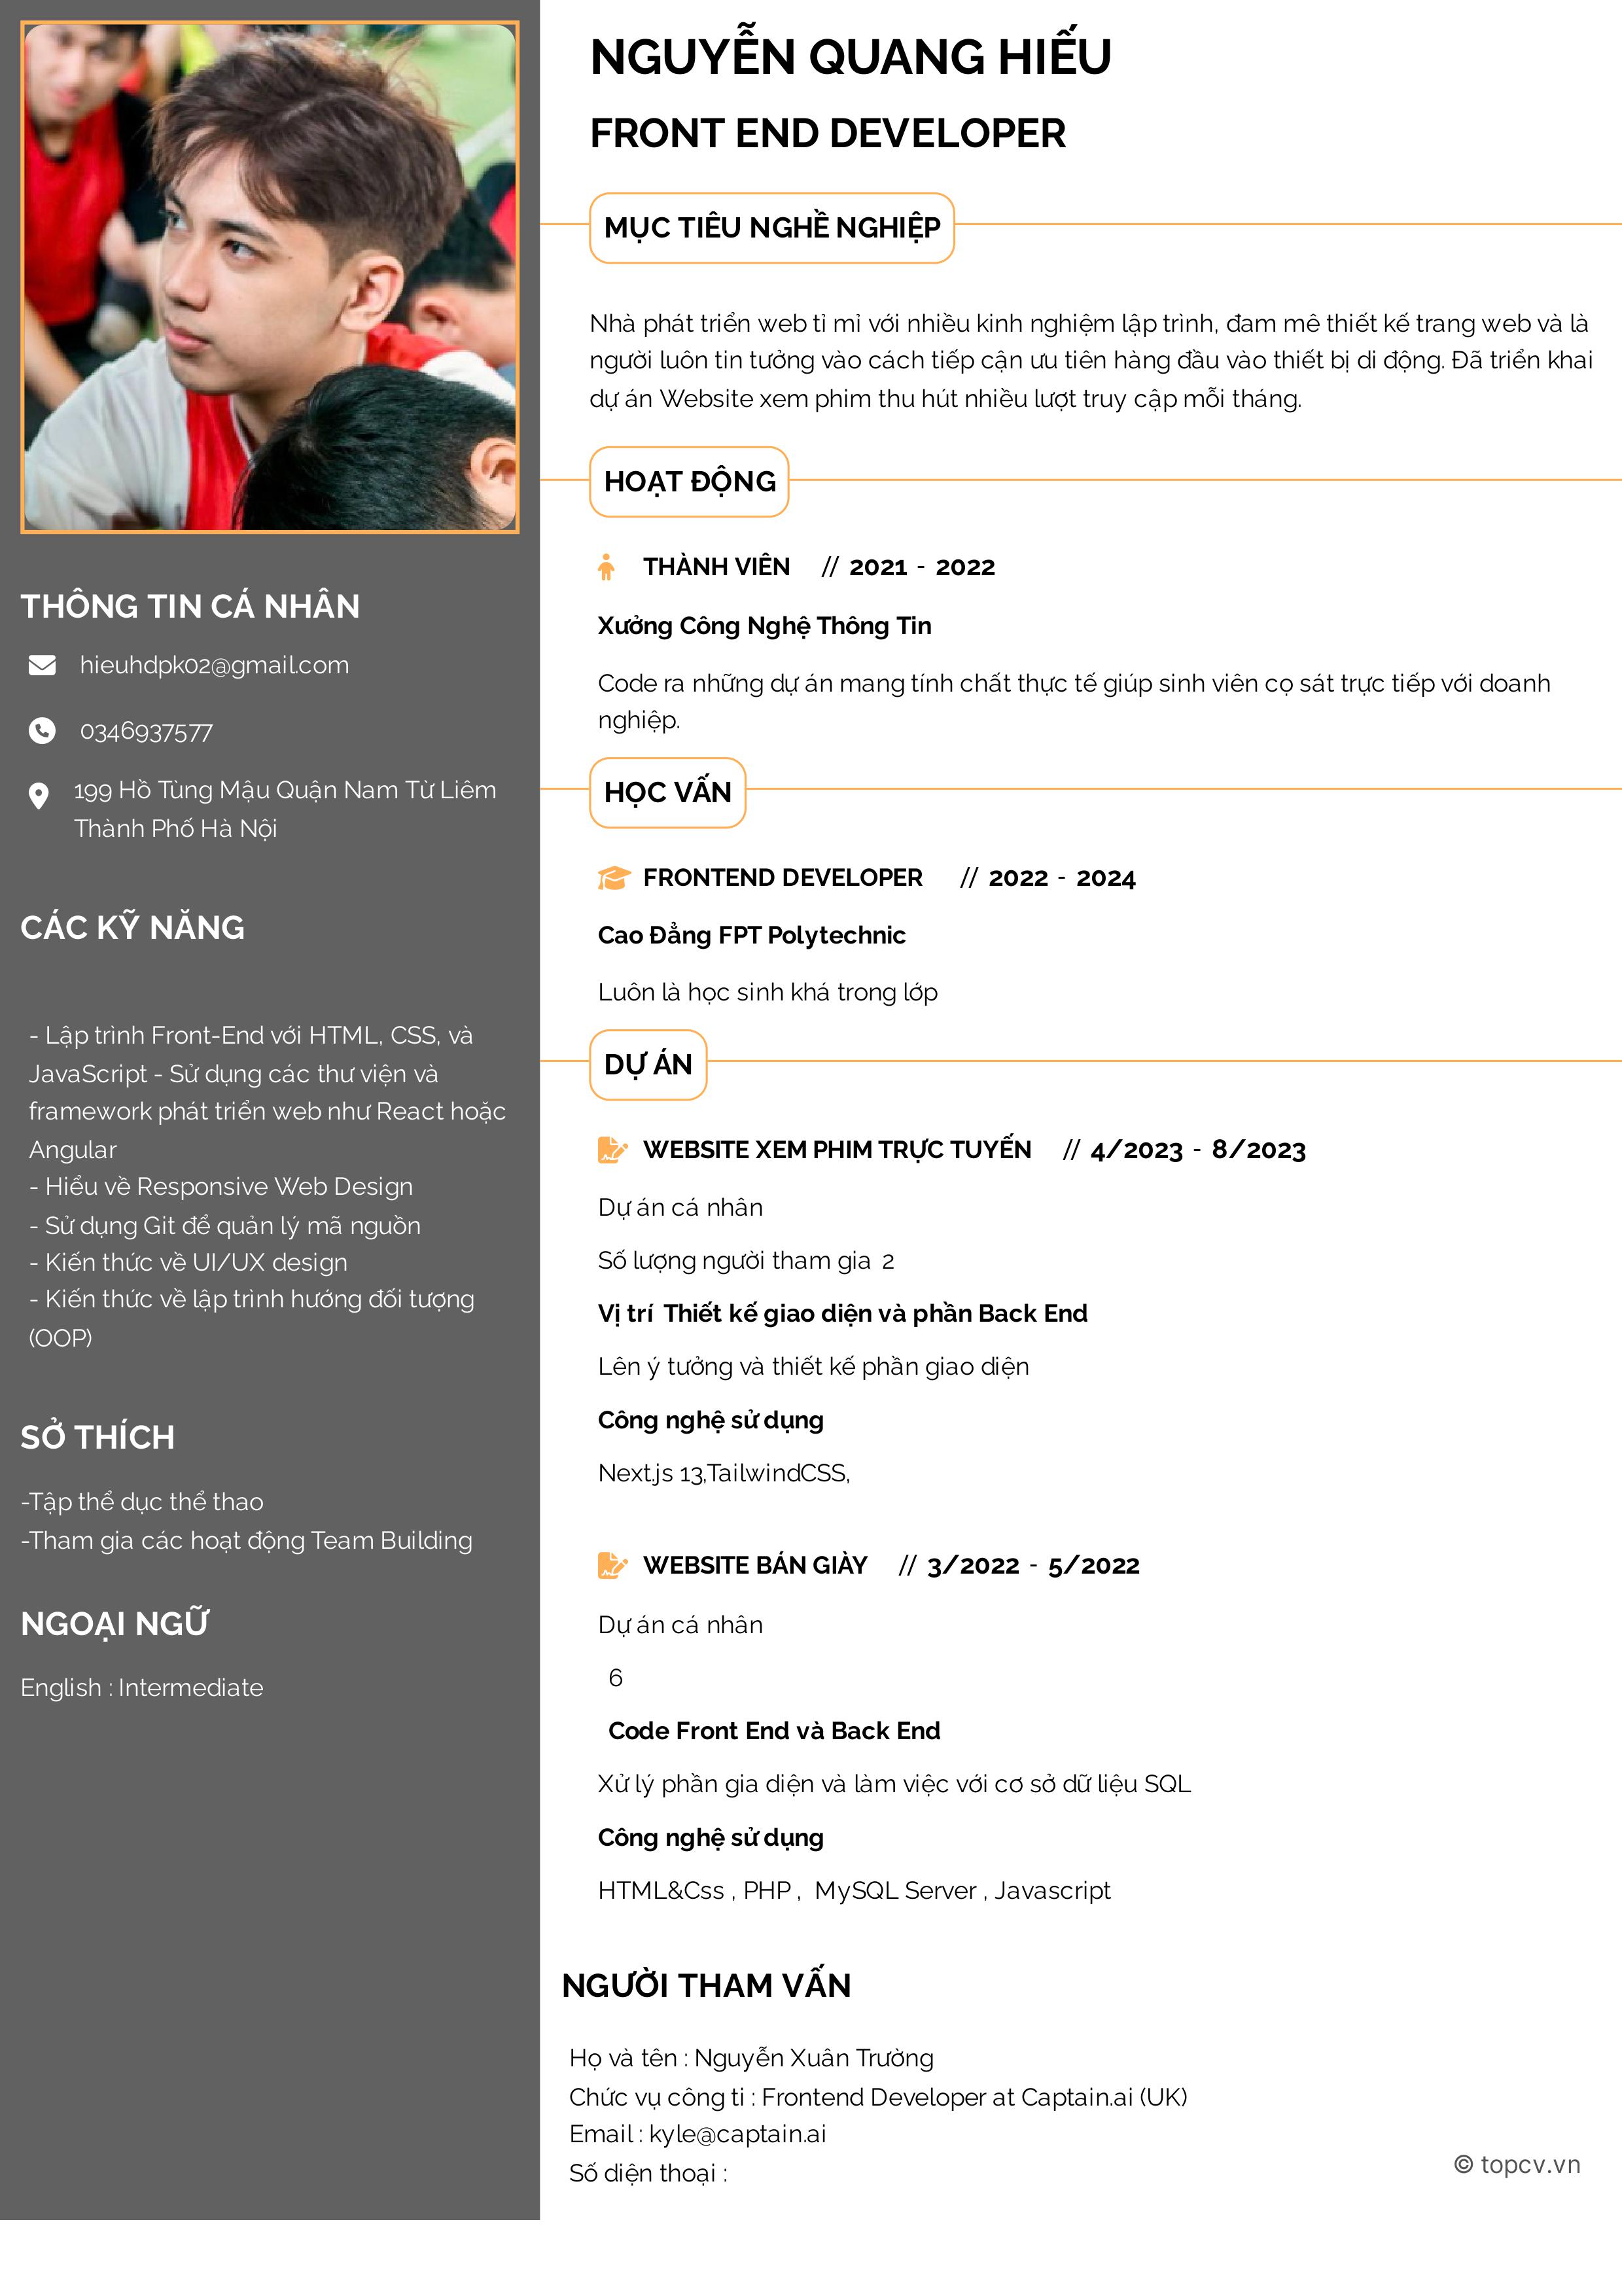 NGUYỄN QUANG HIẾU
FRONT END DEVELOPER
THÔNG TIN CÁ NHÂN
hieuhdpk02@gmail.com
0346937577
199 Hồ Tùng Mậu Quận Nam Từ Liêm
Thành Phố Hà Nội
CÁC KỸ NĂNG
- Lập trình Front-End với HTML, CSS, và
JavaScript - Sử dụng các thư viện và
framework phát triển web như React hoặc
Angular
- Hiểu về Responsive Web Design
- Sử dụng Git để quản lý mã nguồn
- Kiến thức về UI/UX design
- Kiến thức về lập trình hướng đối tượng
(OOP)
SỞ THÍCH
-Tập thể dục thể thao
-Tham gia các hoạt động Team Building
NGOẠI NGỮ
English : Intermediate
MỤC TIÊU NGHỀ NGHIỆP
Nhà phát triển web tỉ mỉ với nhiều kinh nghiệm lập trình, đam mê thiết kế trang web và là
người luôn tin tưởng vào cách tiếp cận ưu tiên hàng đầu vào thiết bị di động. Đã triển khai
dự án Website xem phim thu hút nhiều lượt truy cập mỗi tháng.
HOẠT ĐỘNG
THÀNH VIÊN // 2021 - 2022
Xưởng Công Nghệ Thông Tin
Code ra những dự án mang tính chất thực tế giúp sinh viên cọ sát trực tiếp với doanh
nghiệp.
HỌC VẤN
FRONTEND DEVELOPER // 2022 - 2024
Cao Đẳng FPT Polytechnic
Luôn là học sinh khá trong lớp
DỰ ÁN
WEBSITE XEM PHIM TRỰC TUYẾN // 4/2023 - 8/2023
Dự án cá nhân
Số lượng người tham gia 2
Vị trí Thiết kế giao diện và phần Back End
Lên ý tưởng và thiết kế phần giao diện
Công nghệ sử dụng
Next.js 13,TailwindCSS,
WEBSITE BÁN GIÀY // 3/2022 - 5/2022
Dự án cá nhân
6
Code Front End và Back End
Xử lý phần gia diện và làm việc với cơ sở dữ liệu SQL
Công nghệ sử dụng
HTML&Css , PHP , MySQL Server , Javascript
NGƯỜI THAM VẤN
Họ và tên : Nguyễn Xuân Trường
Chức vụ công ti : Frontend Developer at Captain.ai (UK)
Email : kyle@captain.ai
Số diện thoại :
© topcv.vn